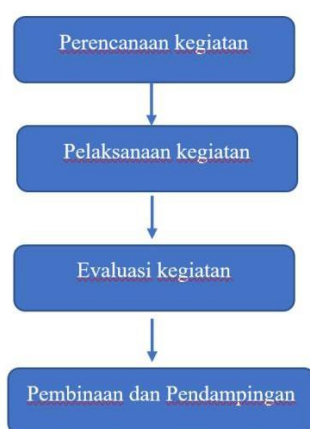 Perencanaan kegiatan
Pelaksanaan kegiatan
Evaluasi kegiatan
Pembinaan dan Pendampingan